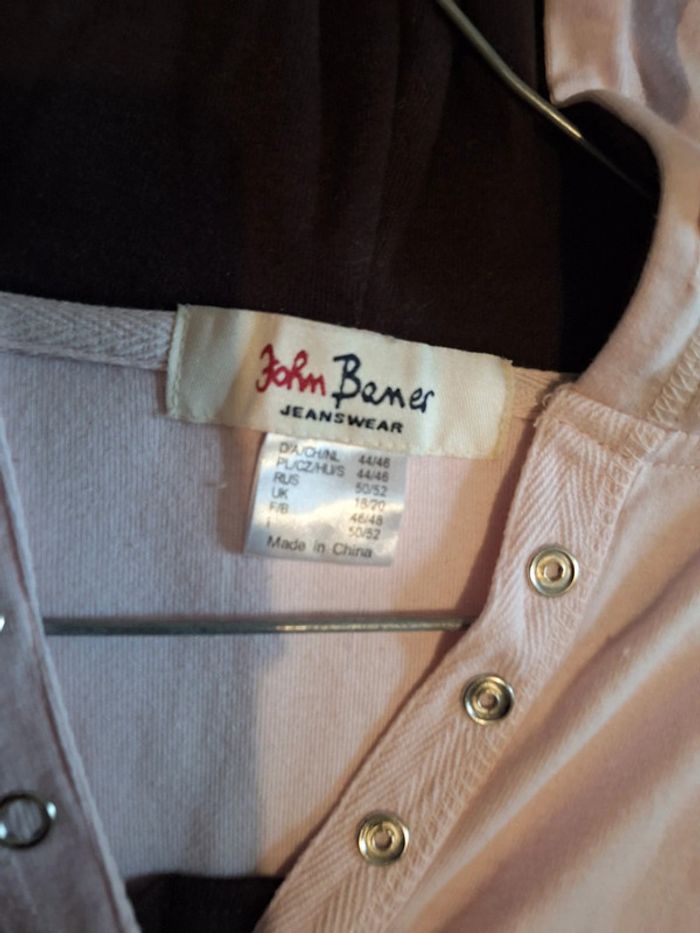 John Baner
JEANSWEAR
D/A/CH/NL 44/46
PL/CZ/HU/S 44/46
RUS 50/52
UK 18/20
F/B 46/48
I 50/52
Made in China